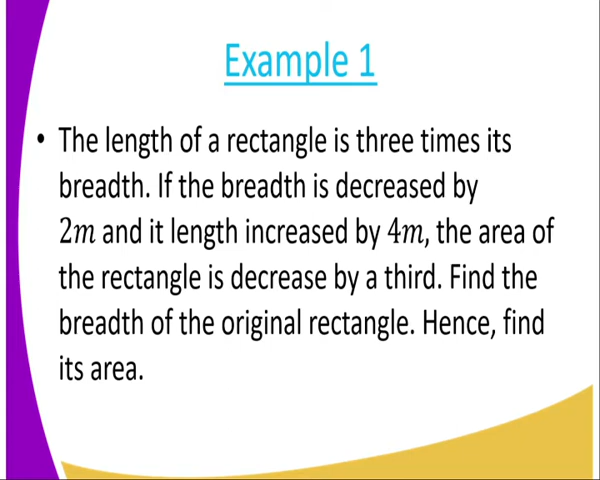 Example 1
• The length of a rectangle is three times its
breadth. If the breadth is decreased by
2m and it length increased by 4m, the area of
the rectangle is decrease by a third. Find the
breadth of the original rectangle. Hence, find
its area.